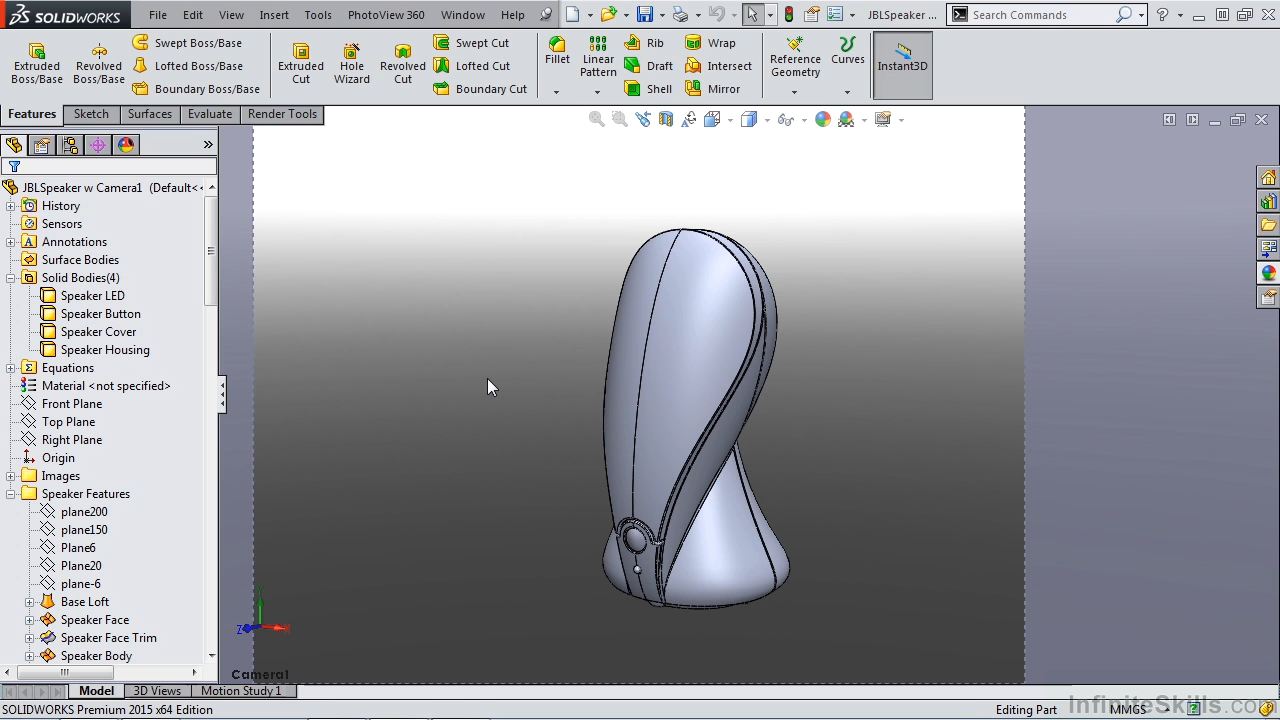 SOLIDWORKS File Edit View Insert Tools PhotoView 360 Window Help JBLSpeaker ... Search Commands
Extruded Boss/Base
Revolved Boss/Base
Swept Boss/Base
Lofted Boss/Base
Boundary Boss/Base
Extruded Cut
Hole Wizard
Revolved Cut
Swept Cut
Lofted Cut
Boundary Cut
Fillet
Linear Pattern
Rib
Draft
Shell
Wrap
Intersect
Mirror
Reference Geometry
Curves
Instant3D
Features Sketch Surfaces Evaluate Render Tools
JBLSpeaker w Camera1 (Default<<
History
Sensors
Annotations
Surface Bodies
Solid Bodies(4)
Speaker LED
Speaker Button
Speaker Cover
Speaker Housing
Equations
Material <not specified>
Front Plane
Top Plane
Right Plane
Origin
Images
Speaker Features
plane200
plane150
Plane6
Plane20
plane-6
Base Loft
Speaker Face
Speaker Face Trim
Speaker Body
Z X
Camera1
Model 3D Views Motion Study 1
SOLIDWORKS Premium 2015 x64 Edition Editing Part MMGS
InfiniteSkills.com